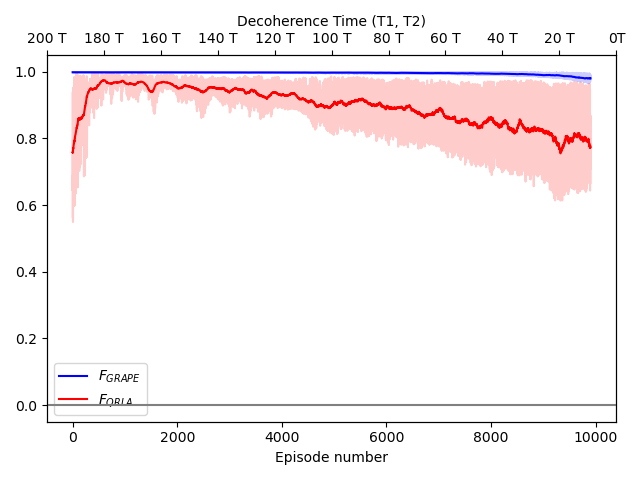 Decoherence Time (T1, T2)
200 T 180 T 160 T 140 T 120 T 100 T 80 T 60 T 40 T 20 T 0T
1.0
0.8
0.6
0.4
0.2
0.0
F_GRAPE
F_QRLA
0 2000 4000 6000 8000 10000
Episode number